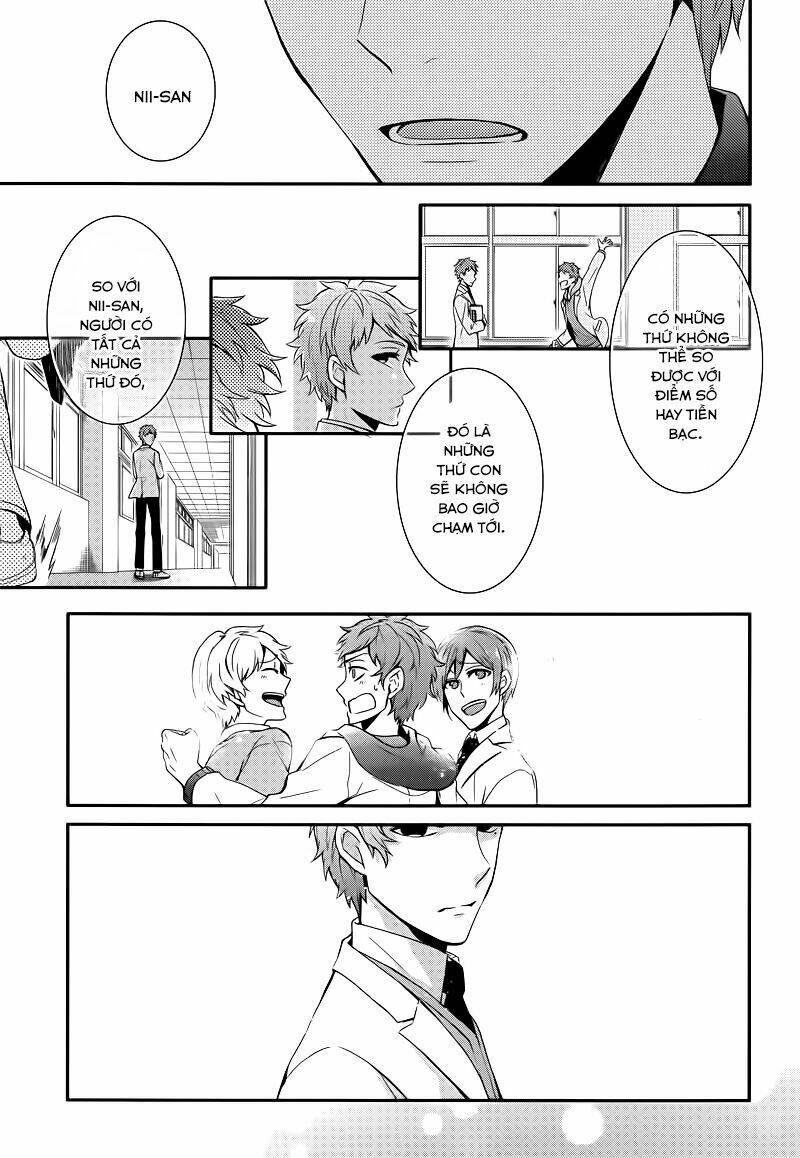 NII-SAN
CÓ NHỮNG
THỨ KHÔNG
THỂ SO
ĐƯỢC VỚI
ĐIỂM SỐ
HAY TIỀN
BẠC.
ĐÓ LÀ
NHỮNG
THỨ CON
SẼ KHÔNG
BAO GIỜ
CHẠM TỚI.
SO VỚI
NII-SAN,
NGƯỜI CÓ
TẤT CẢ
NHỮNG
THỨ ĐÓ,